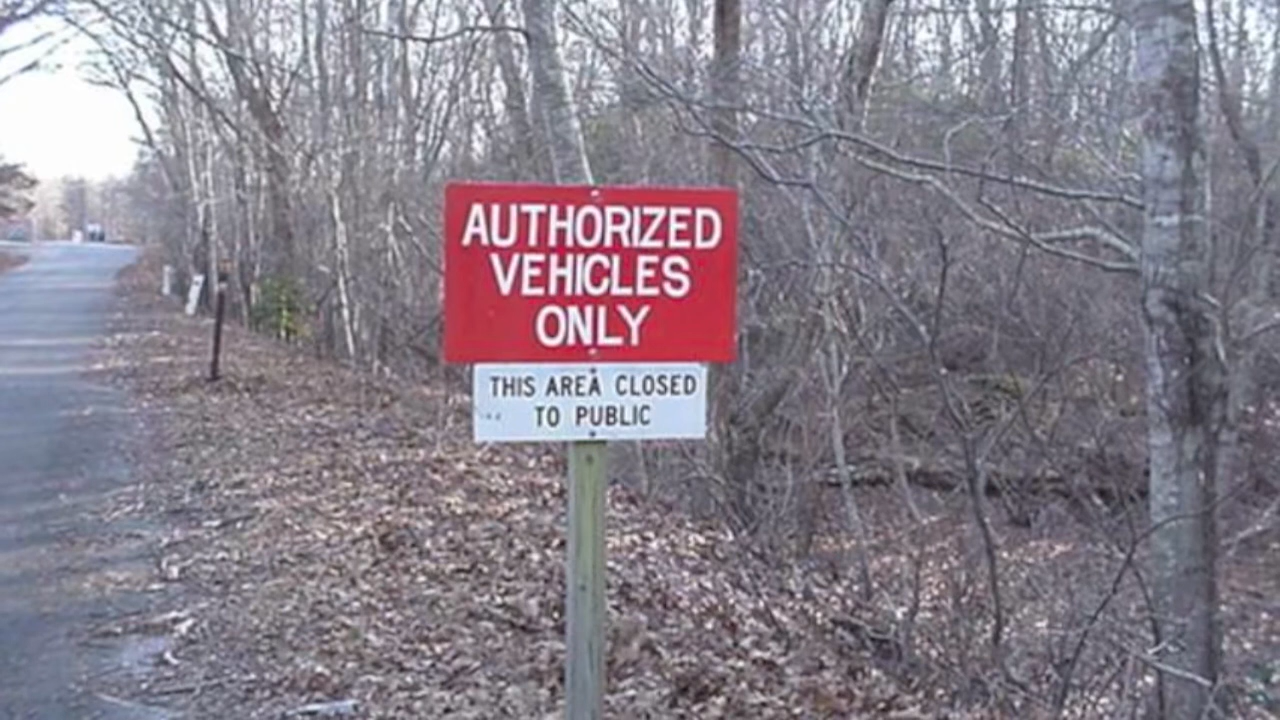 AUTHORIZED
VEHICLES
ONLY
THIS AREA CLOSED
TO PUBLIC